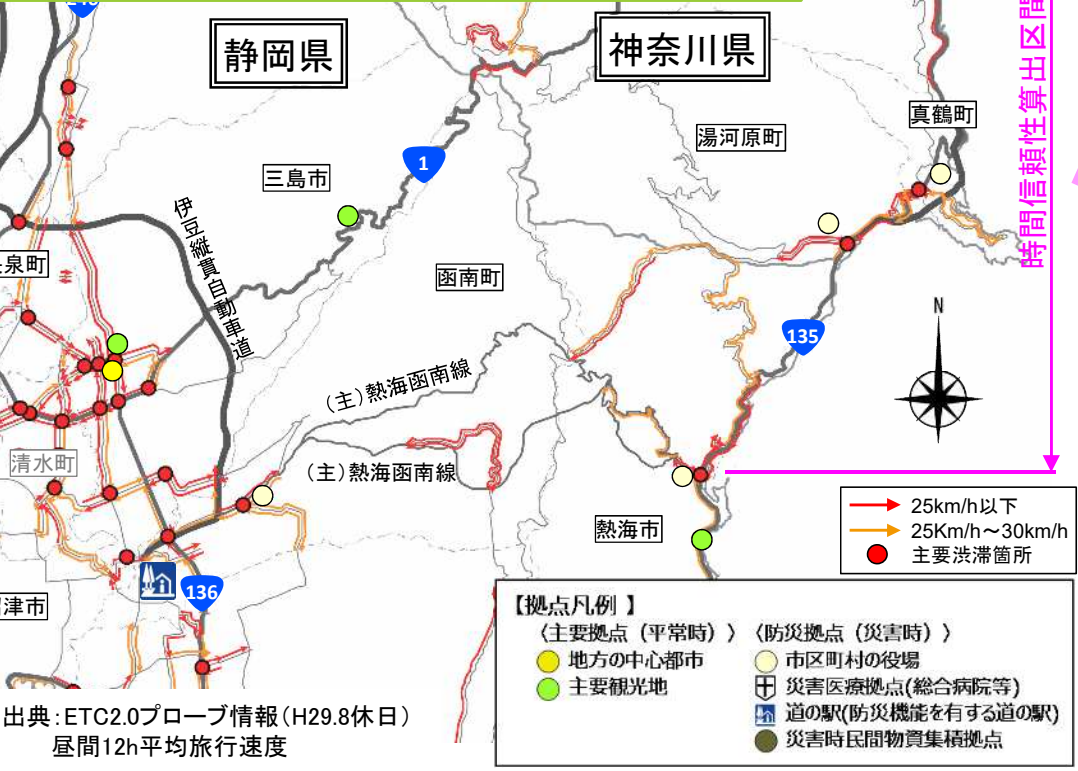 静岡県
神奈川県
真鶴町
湯河原町
1
三島市
伊豆縦貫自動車道
泉町
函南町
時間信頼性算出区間
N
135
(主)熱海函南線
(主)熱海函南線
清水町
熱海市
25km/h以下
25Km/h～30km/h
主要渋滞箇所
136
津市
【拠点凡例 】
〈主要拠点（平常時）〉〈防災拠点（災害時）〉
地方の中心都市
市区町村の役場
主要観光地
災害医療拠点(総合病院等)
道の駅(防災機能を有する道の駅)
災害時民間物資集積拠点
出典：ETC2.0プローブ情報（H29.8休日）
昼間12h平均旅行速度